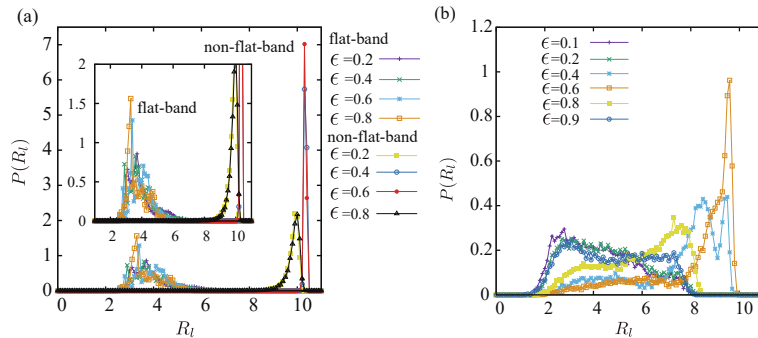 (a)
7
6
5
4
3
2
1
0
P(R_l)
0 2 4 6 8 10
R_l
non-flat-band
2
1.5
1
0.5
0
flat-band
2 4 6 8 10
flat-band
ϵ=0.2
ϵ=0.4
ϵ=0.6
ϵ=0.8
non-flat-band
ϵ=0.2
ϵ=0.4
ϵ=0.6
ϵ=0.8
(b)
1.2
1
0.8
0.6
0.4
0.2
0
P(R_l)
0 2 4 6 8 10
R_l
ϵ=0.1
ϵ=0.2
ϵ=0.4
ϵ=0.6
ϵ=0.8
ϵ=0.9